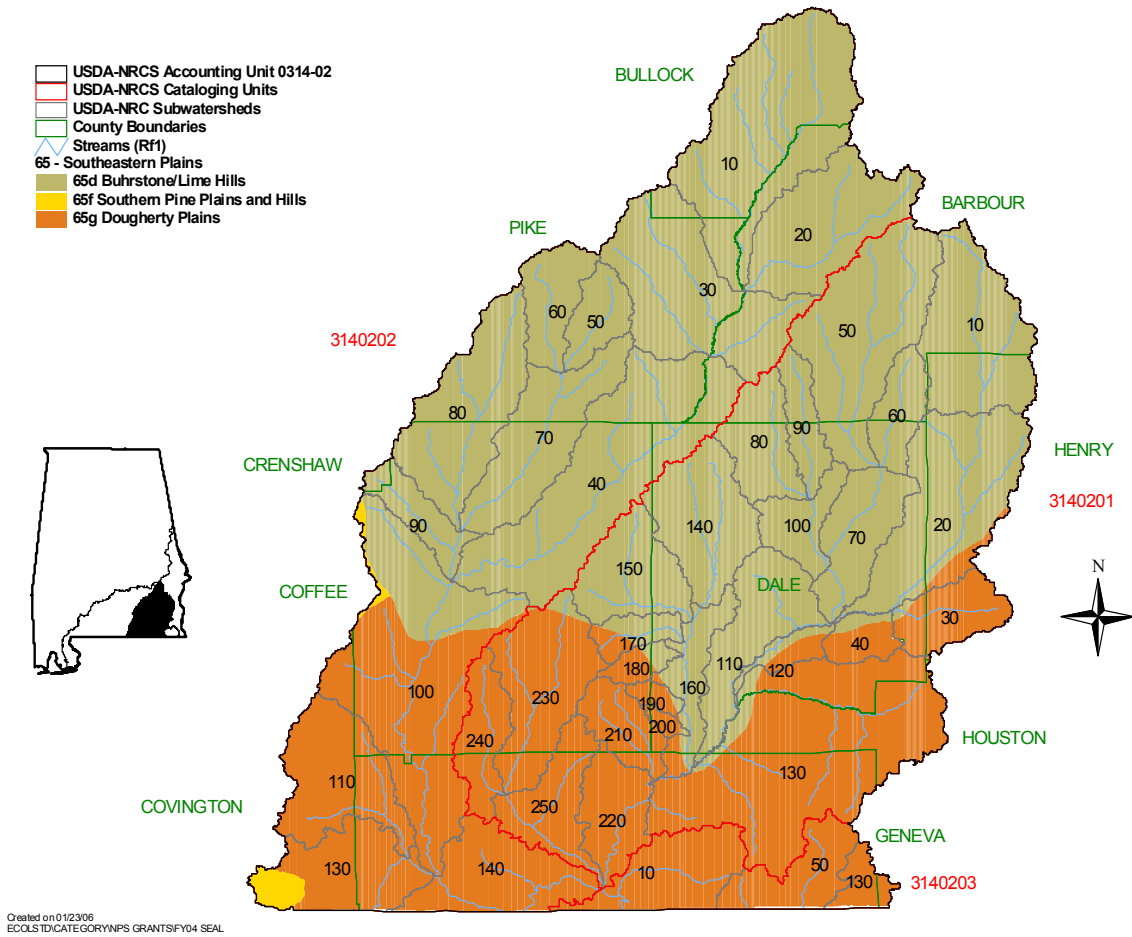 USDA-NRCS Accounting Unit 0314-02
USDA-NRCS Cataloging Units
USDA-NRC Subwatersheds
County Boundaries
Streams (Rf1)
65 - Southeastern Plains
65d Buhrstone/Lime Hills
65f Southern Pine Plains and Hills
65g Dougherty Plains
BULLOCK
10
BARBOUR
PIKE
20
30
60
50
50
10
3140202
80
70
80
90
60
CRENSHAW
40
HENRY
3140201
90
140
100
70
20
150
COFFEE
DALE
N
30
170
40
180
110
120
100
230
160
190
200
210
240
HOUSTON
110
130
COVINGTON
250
220
GENEVA
130
140
10
50
130
3140203
Created on 01/23/06
ECOLSTD\CATEGORY\NPS GRANTS\FY04 SEAL